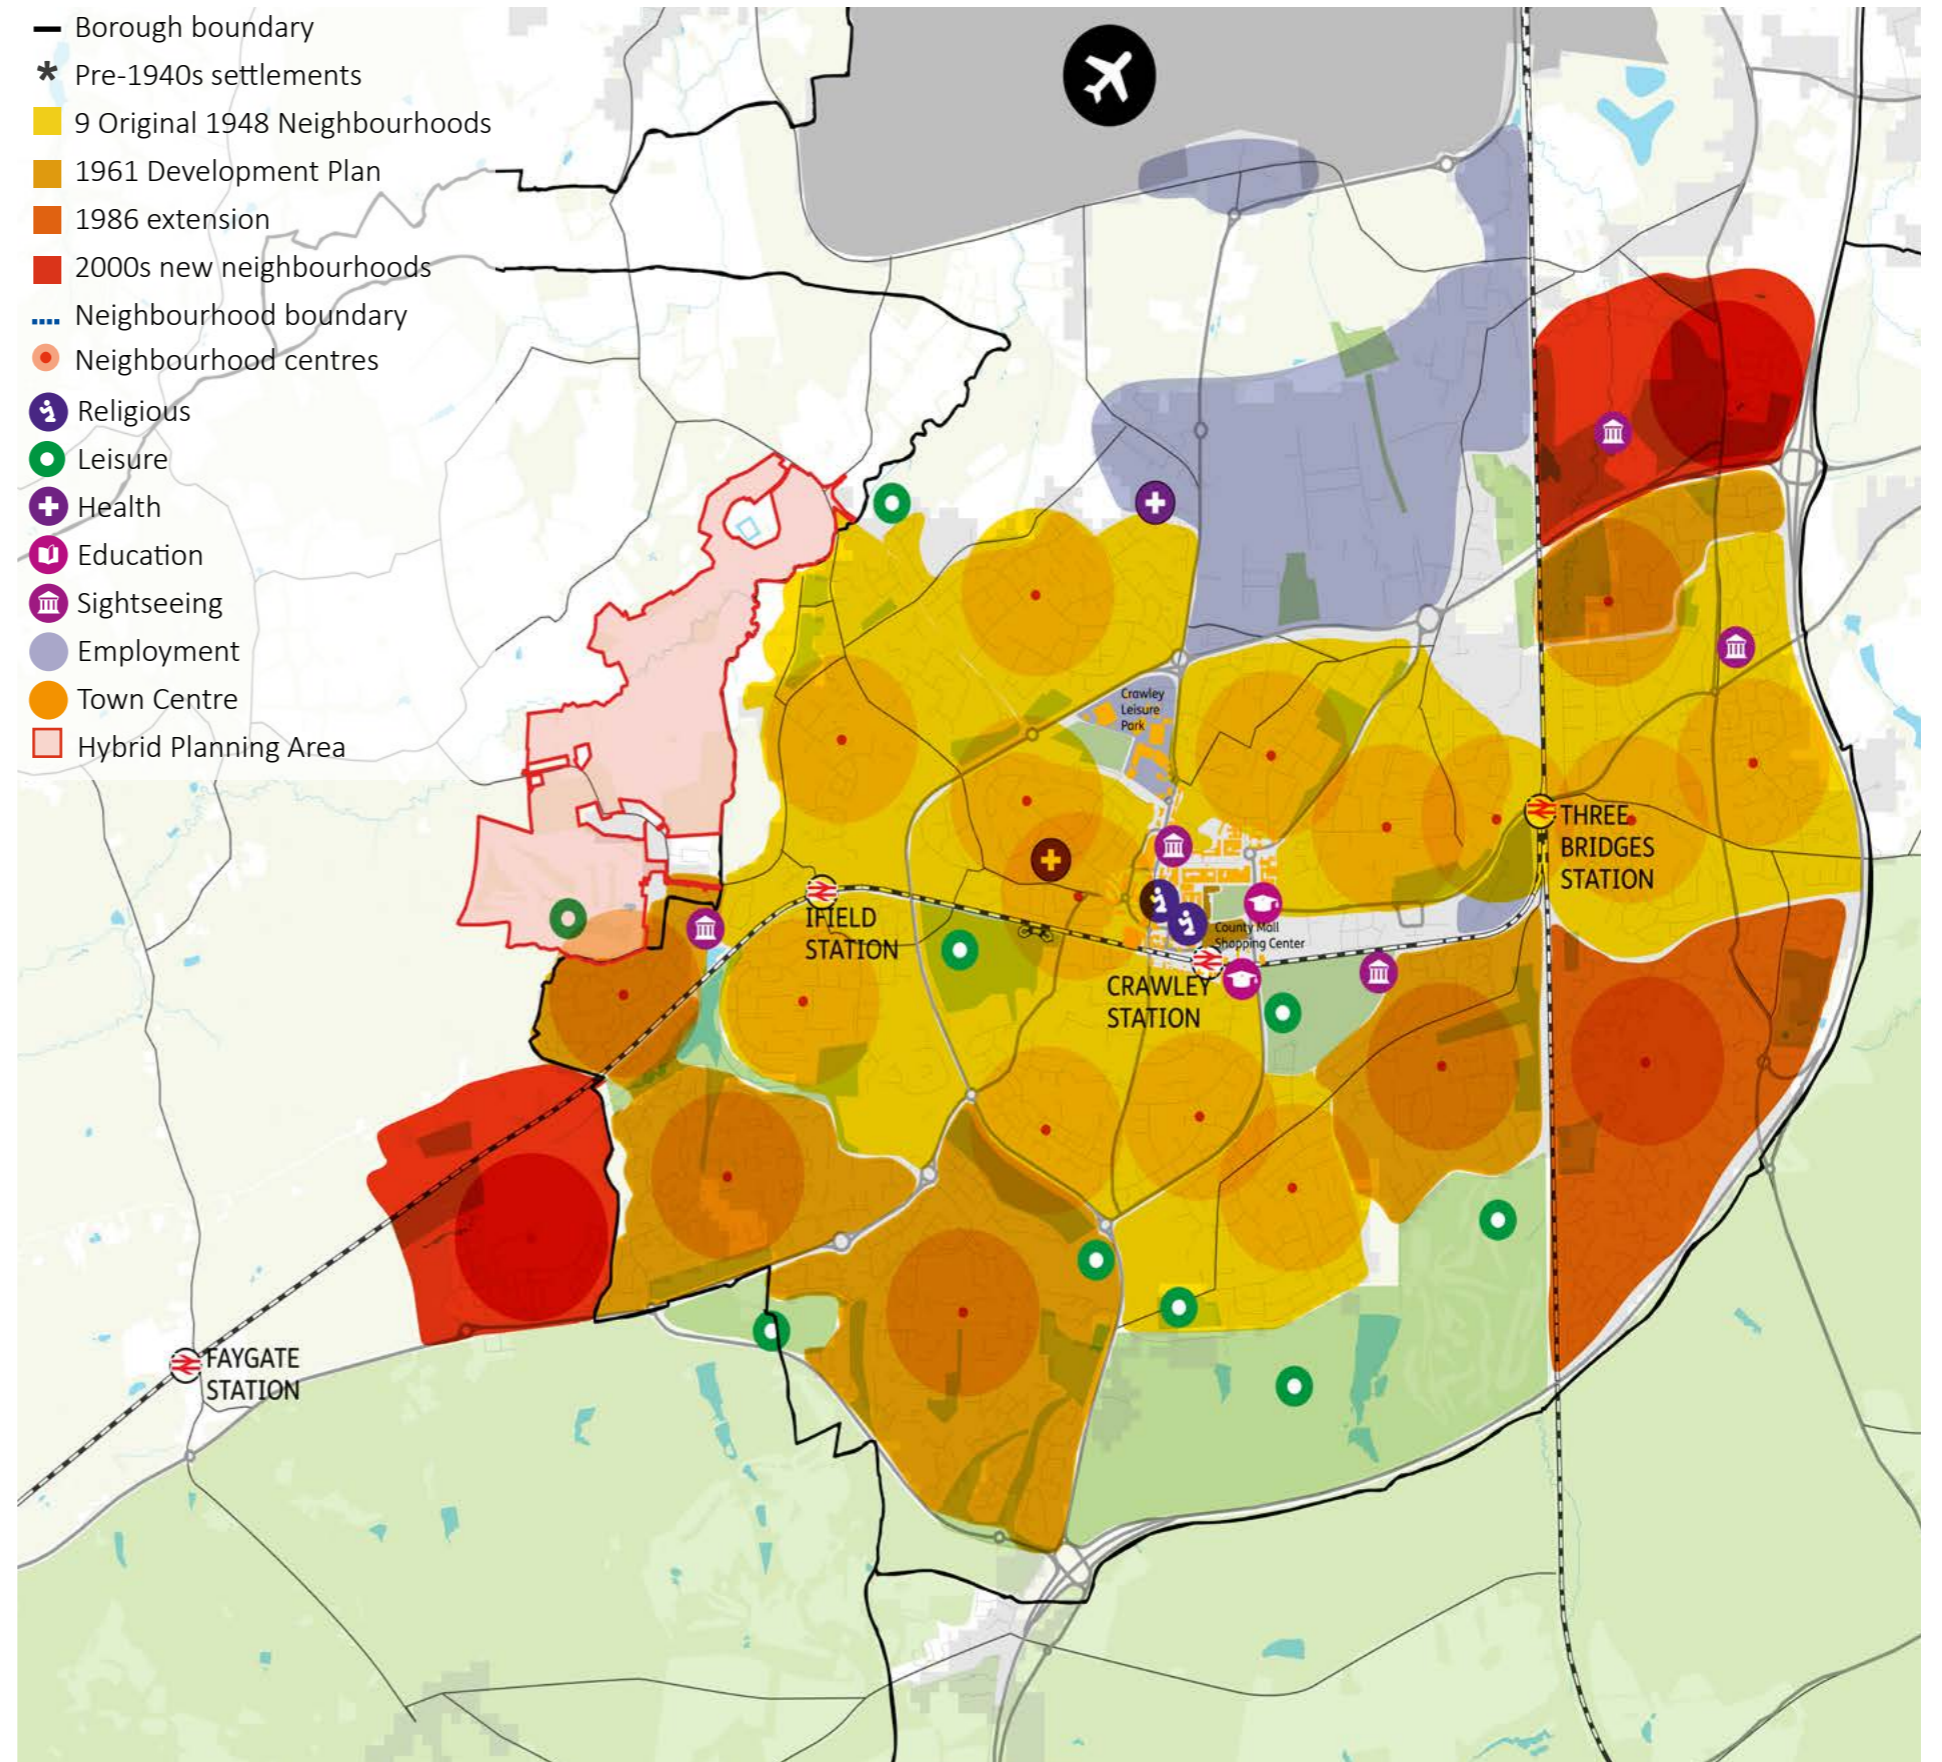 Borough boundary
Pre-1940s settlements
9 Original 1948 Neighbourhoods
1961 Development Plan
1986 extension
2000s new neighbourhoods
Neighbourhood boundary
Neighbourhood centres
Religious
Leisure
Health
Education
Sightseeing
Employment
Town Centre
Hybrid Planning Area
Crawley
Leisure
Park
THREE
BRIDGES
STATION
IFIELD
STATION
County Mall
Shopping Center
CRAWLEY
STATION
FAYGATE
STATION